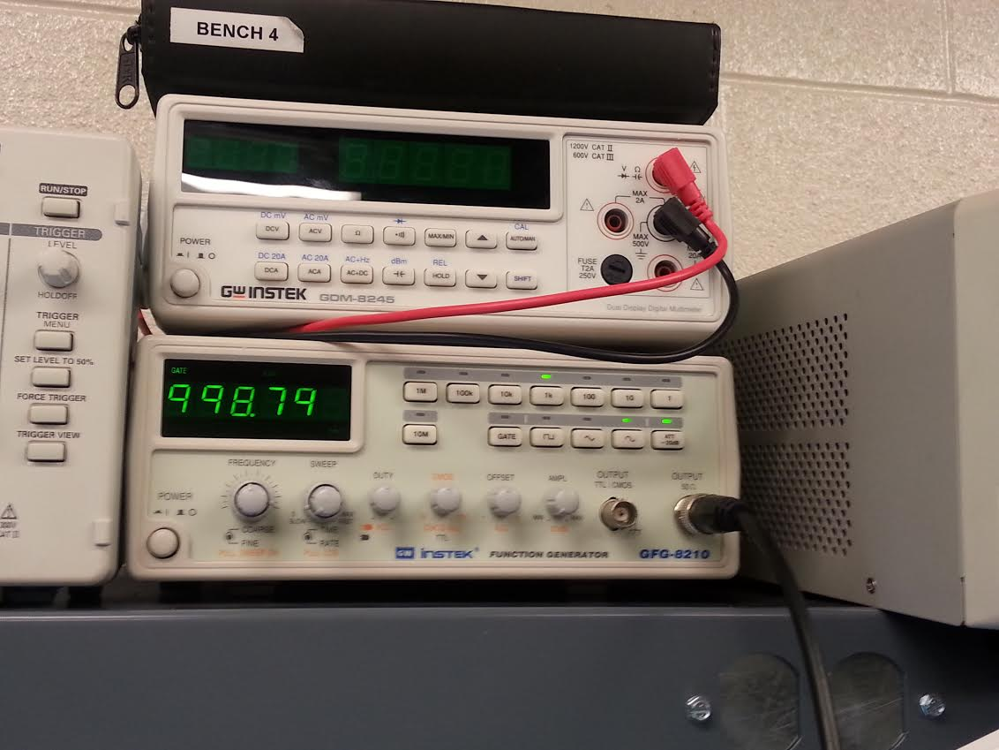 BENCH 4
RUN/STOP
TRIGGER
LEVEL
HOLDOFF
TRIGGER
MENU
SET LEVEL TO 50%
FORCE TRIGGER
TRIGGER VIEW
1200V CAT II
600V CAT III
V Ω
MAX
2A
MAX
500V
FUSE
T2A
250V
DC mV AC mV CAL
DCV ACV Ω MAX/MIN AUTO/MAN
POWER
DC 20A AC 20A AC+Hz dBm REL
DCA ACA AC+DC HOLD SHIFT
GW INSTEK GDM-8245
Dual Display Digital Multimeter
GATE
998.79
1M 100k 10k 1k 100 10 1
10M GATE ATT
-20dB
FREQUENCY SWEEP DUTY CMOS OFFSET AMPL OUTPUT
TTL / CMOS OUTPUT
50Ω
POWER
COARSE
FINE
TIME
RATE
TTL
GW INSTEK FUNCTION GENERATOR GFG-8210